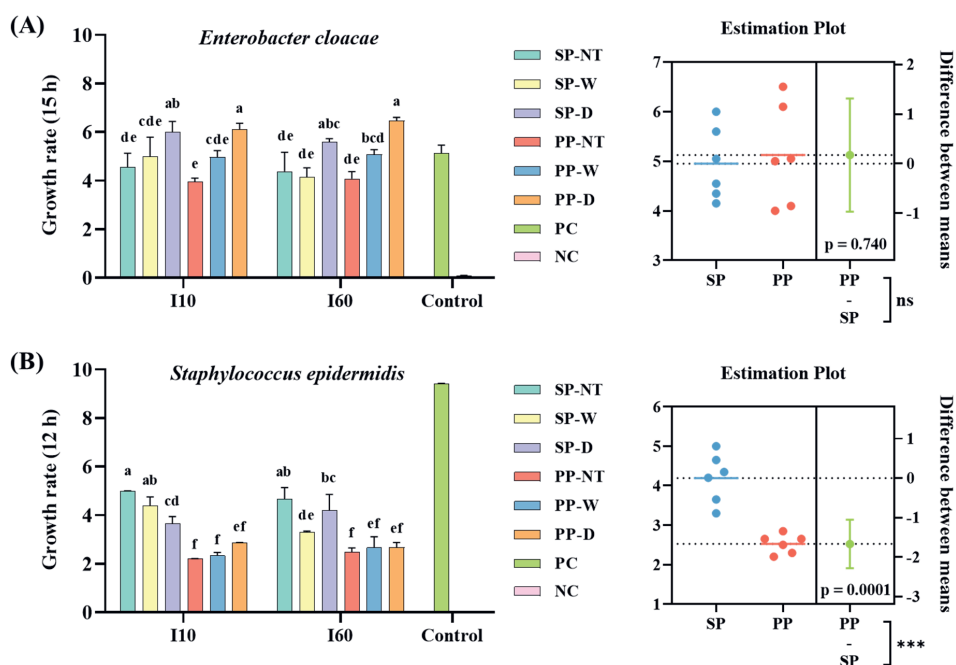 (A)
Enterobacter cloacae
Growth rate (15 h)
10
8
6
4
2
0
de
cde
ab
e
cde
a
de
de
abc
de
bcd
a
I10
I60
Control
SP-NT
SP-W
SP-D
PP-NT
PP-W
PP-D
PC
NC
Estimation Plot
7
6
5
4
3
2
1
0
-1
Difference between means
p = 0.740
SP
PP
PP
-
SP
ns
(B)
Staphylococcus epidermidis
Growth rate (12 h)
10
8
6
4
2
0
a
ab
cd
f
f
ef
ab
de
bc
f
ef
ef
I10
I60
Control
SP-NT
SP-W
SP-D
PP-NT
PP-W
PP-D
PC
NC
Estimation Plot
6
5
4
3
2
1
1
0
-1
-2
-3
Difference between means
p = 0.0001
SP
PP
PP
-
SP
***